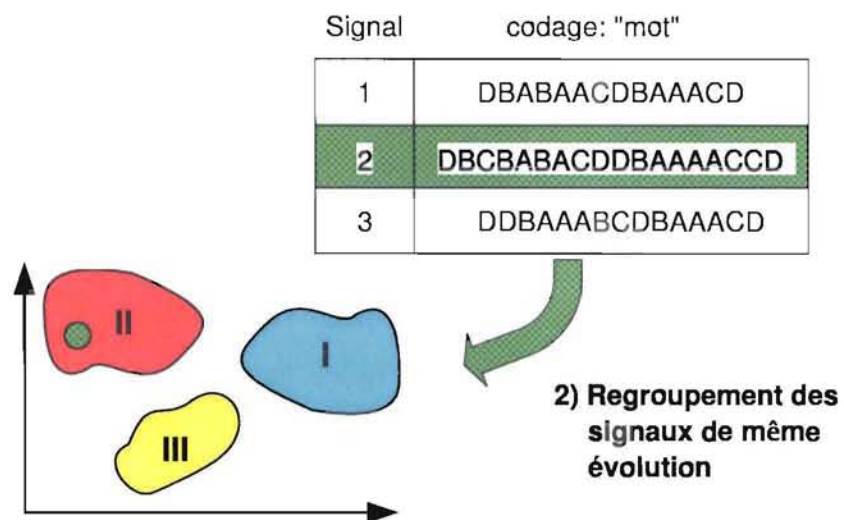 Signal codage: "mot"
1 DBABAACDBAAACD
2 DBCBABACDDBAAAACCD
3 DDBAAABCDBAAACD
II
I
III
2) Regroupement des
signaux de même
évolution